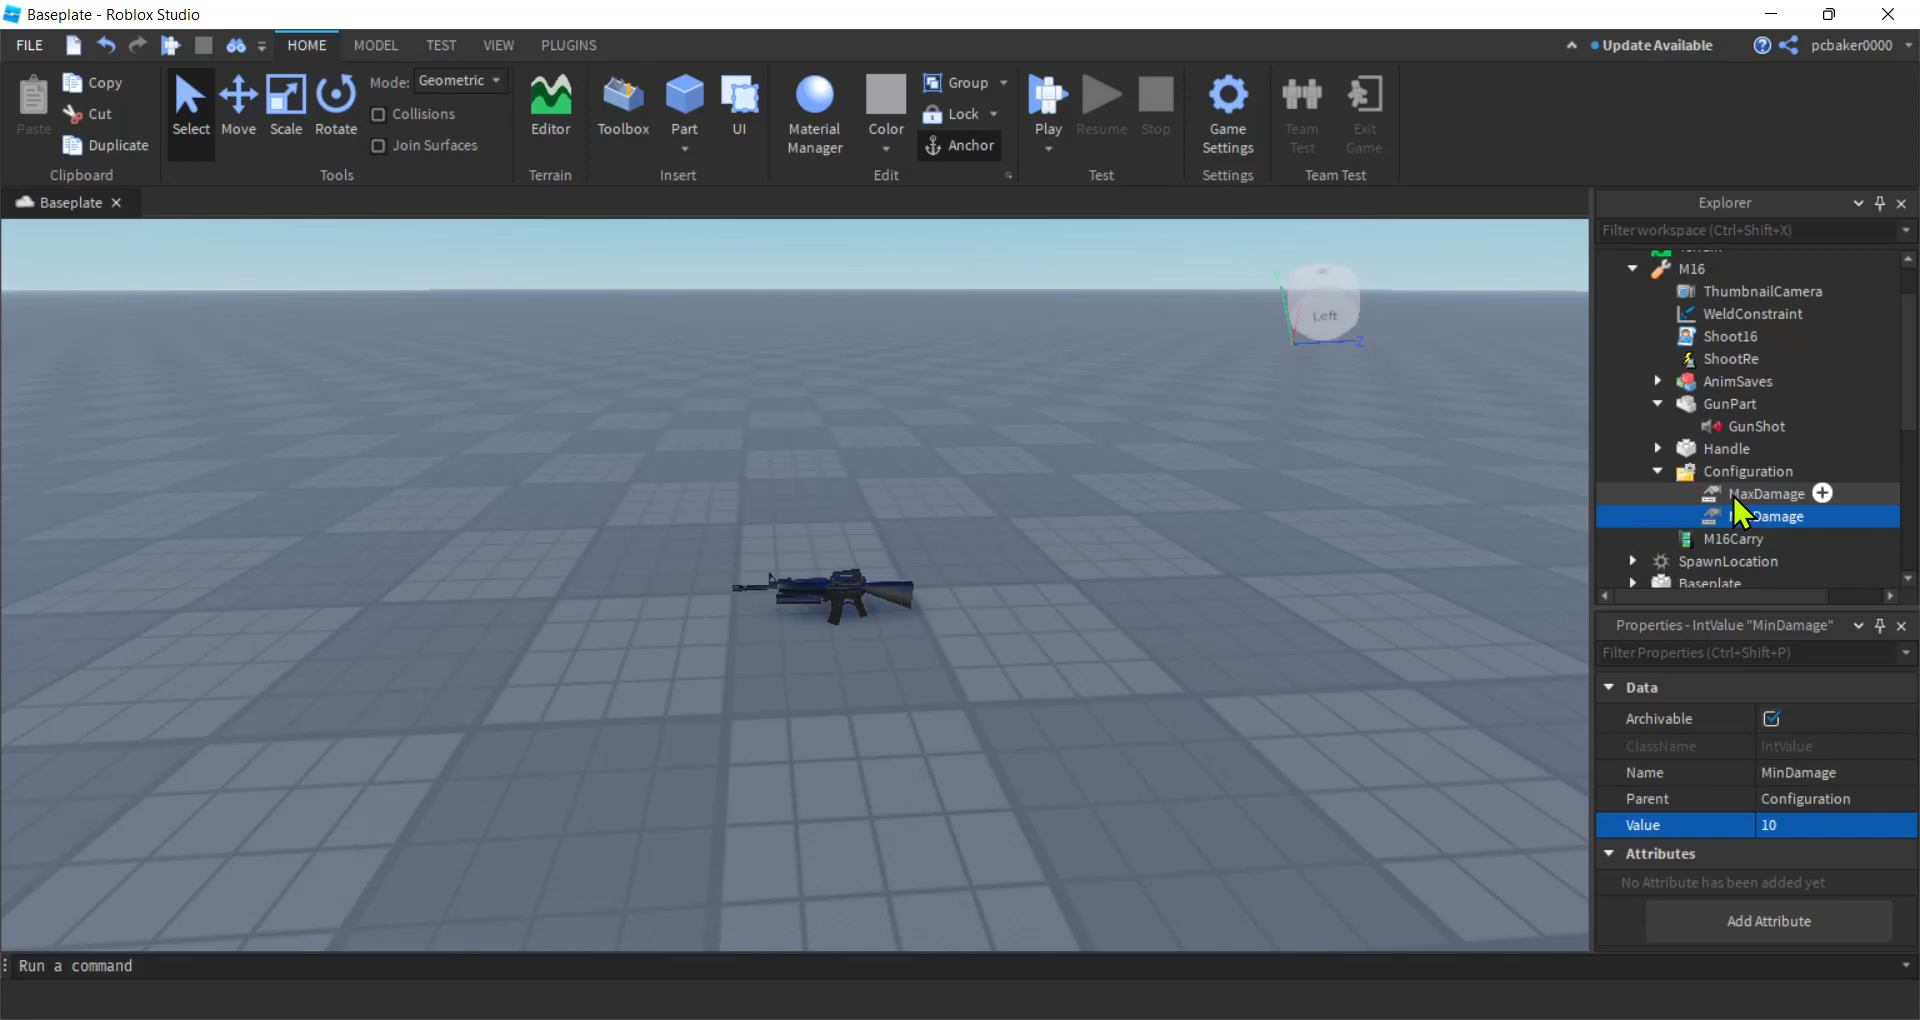 Baseplate - Roblox Studio
FILE HOME MODEL TEST VIEW PLUGINS Update Available pcbaker0000
Paste
Copy
Cut
Duplicate
Clipboard
Select
Move
Scale
Rotate
Mode: Geometric
Collisions
Join Surfaces
Tools
Editor
Terrain
Toolbox
Part
UI
Insert
Material
Manager
Color
Group
Lock
Anchor
Edit
Play
Resume
Stop
Test
Game
Settings
Settings
Team
Test
Exit
Game
Team Test
Baseplate
Left
Z
Explorer
Filter workspace (Ctrl+Shift+X)
M16
ThumbnailCamera
WeldConstraint
Shoot16
ShootRe
AnimSaves
GunPart
GunShot
Handle
Configuration
MaxDamage
Damage
M16Carry
SpawnLocation
Baseplate
Properties - IntValue "MinDamage"
Filter Properties (Ctrl+Shift+P)
Data
Archivable
ClassName IntValue
Name MinDamage
Parent Configuration
Value 10
Attributes
No Attribute has been added yet
Add Attribute
Run a command